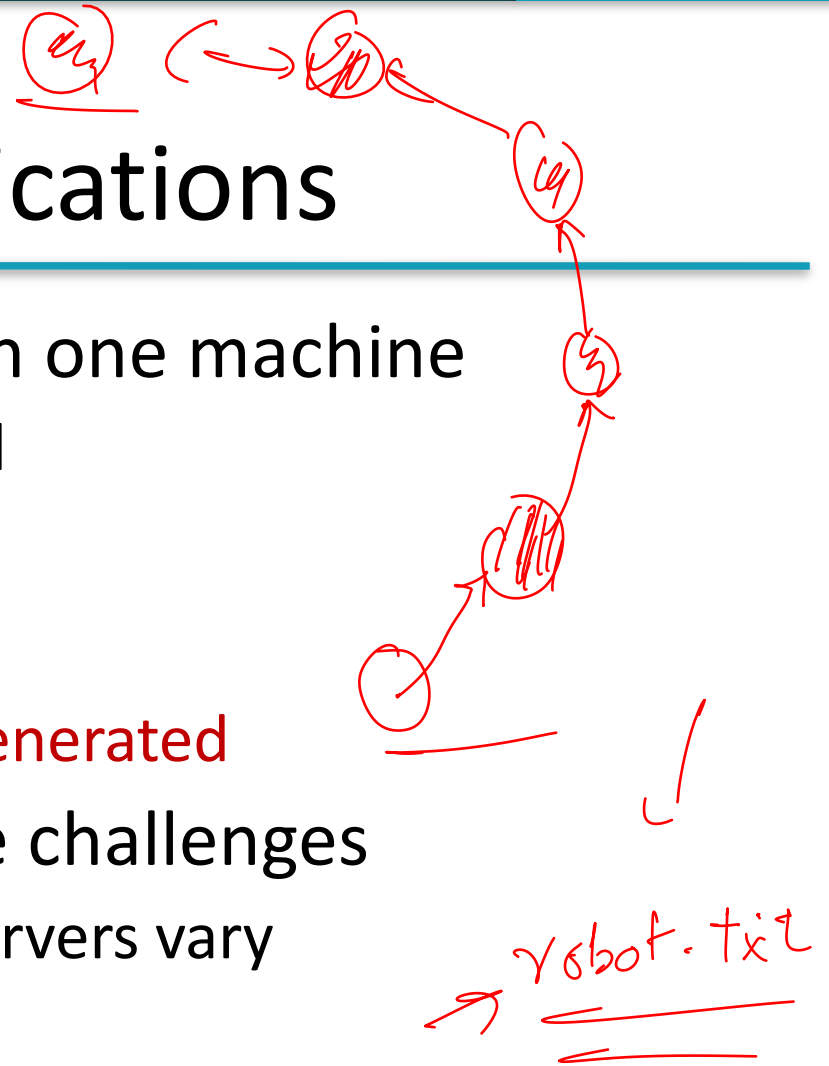 ications
n one machine
enerated
e challenges
rvers vary
robot.txt